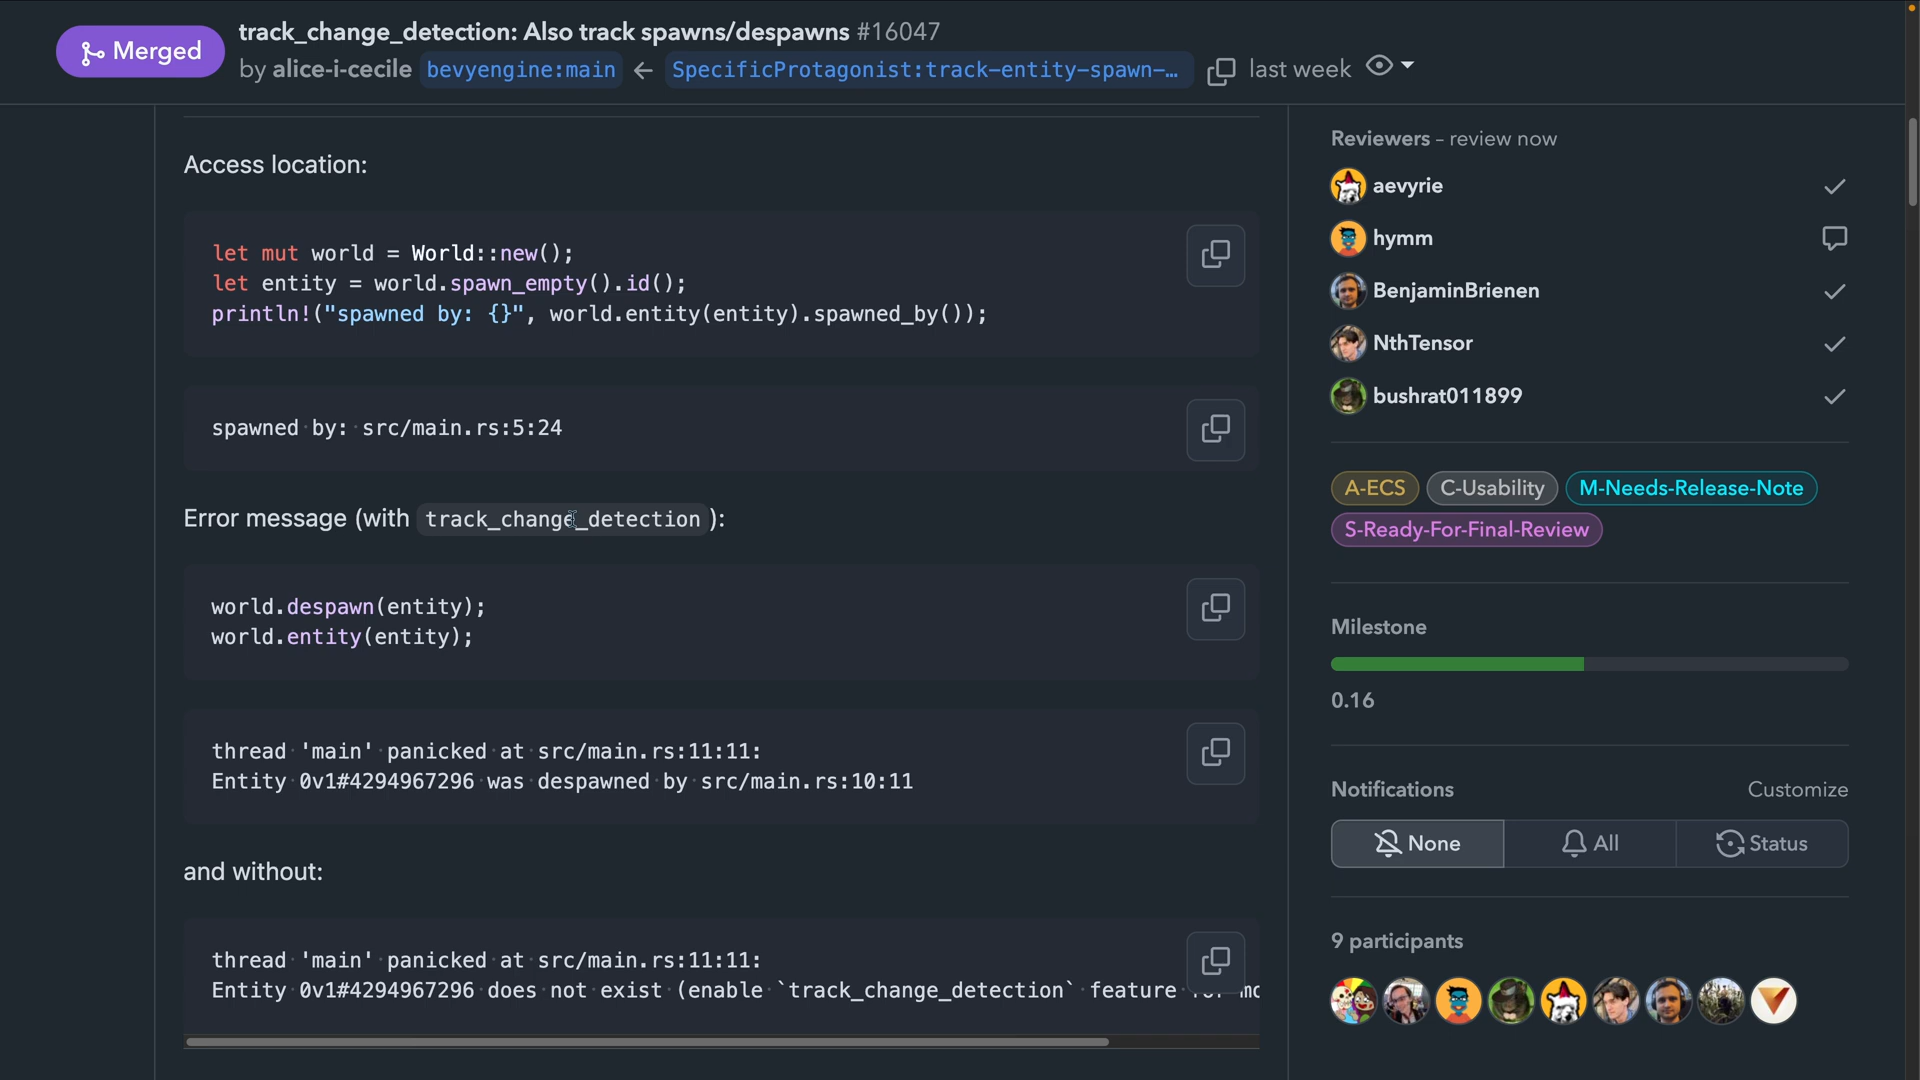 Merged
track_change_detection: Also track spawns/despawns #16047
by alice-i-cecile bevyengine:main ← SpecificProtagonist:track-entity-spawn-… last week
Access location:
let mut world = World::new();
let entity = world.spawn_empty().id();
println!("spawned by: {}", world.entity(entity).spawned_by());
spawned by: src/main.rs:5:24
Error message (with track_change_detection ):
world.despawn(entity);
world.entity(entity);
thread 'main' panicked at src/main.rs:11:11:
Entity 0v1#4294967296 was despawned by src/main.rs:10:11
and without:
thread 'main' panicked at src/main.rs:11:11:
Entity 0v1#4294967296 does not exist (enable `track_change_detection` feature
Reviewers – review now
aevyrie
hymm
BenjaminBrienen
NthTensor
bushrat011899
A-ECS C-Usability M-Needs-Release-Note
S-Ready-For-Final-Review
Milestone
0.16
Notifications Customize
None All Status
9 participants